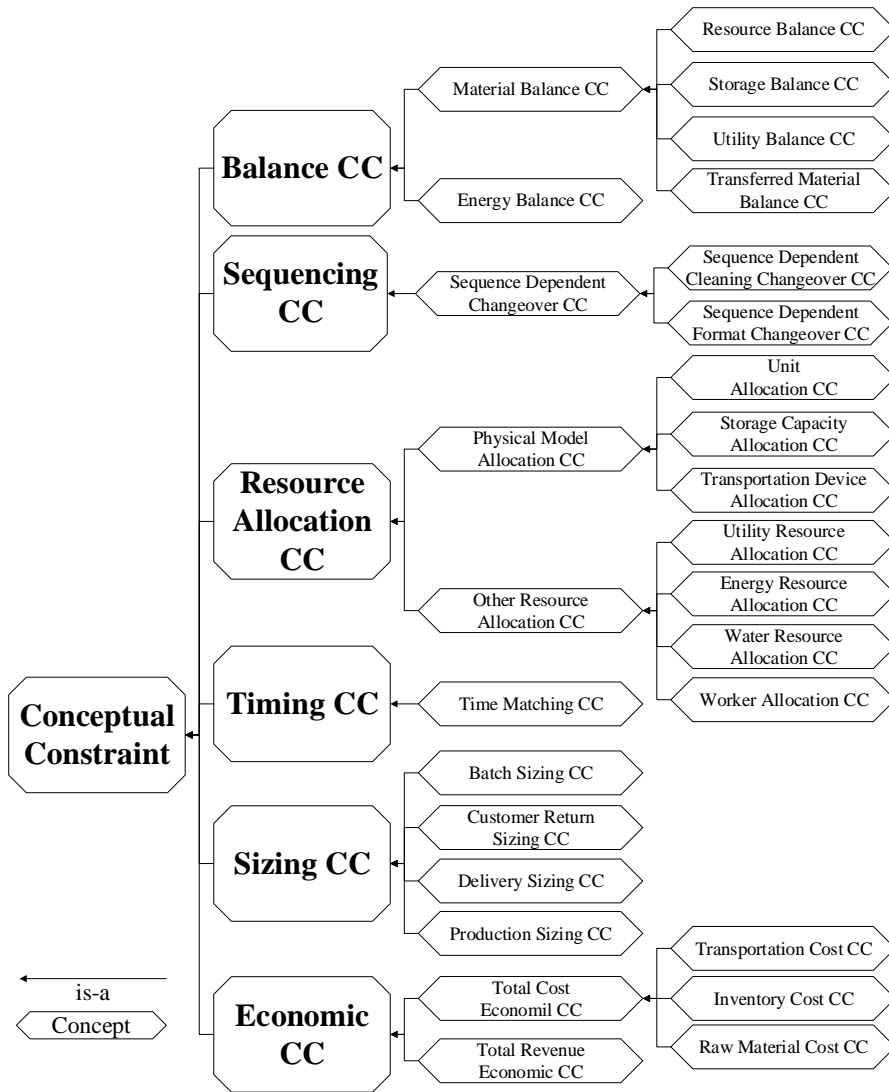 Resource Balance CC
Material Balance CC
Storage Balance CC
Balance CC
Utility Balance CC
Energy Balance CC
Transferred Material
Balance CC
Sequencing
CC
Sequence Dependent
Changeover CC
Sequence Dependent
Cleaning Changeover CC
Sequence Dependent
Format Changeover CC
Resource
Allocation
CC
Physical Model
Allocation CC
Unit
Allocation CC
Storage Capacity
Allocation CC
Transportation Device
Allocation CC
Other Resource
Allocation CC
Utility Resource
Allocation CC
Energy Resource
Allocation CC
Water Resource
Allocation CC
Worker Allocation CC
Conceptual
Constraint
Timing CC
Time Matching CC
Sizing CC
Batch Sizing CC
Customer Return
Sizing CC
Delivery Sizing CC
Production Sizing CC
Economic
CC
Total Cost
Economil CC
Transportation Cost CC
Inventory Cost CC
Raw Material Cost CC
Total Revenue
Economic CC
is-a
Concept